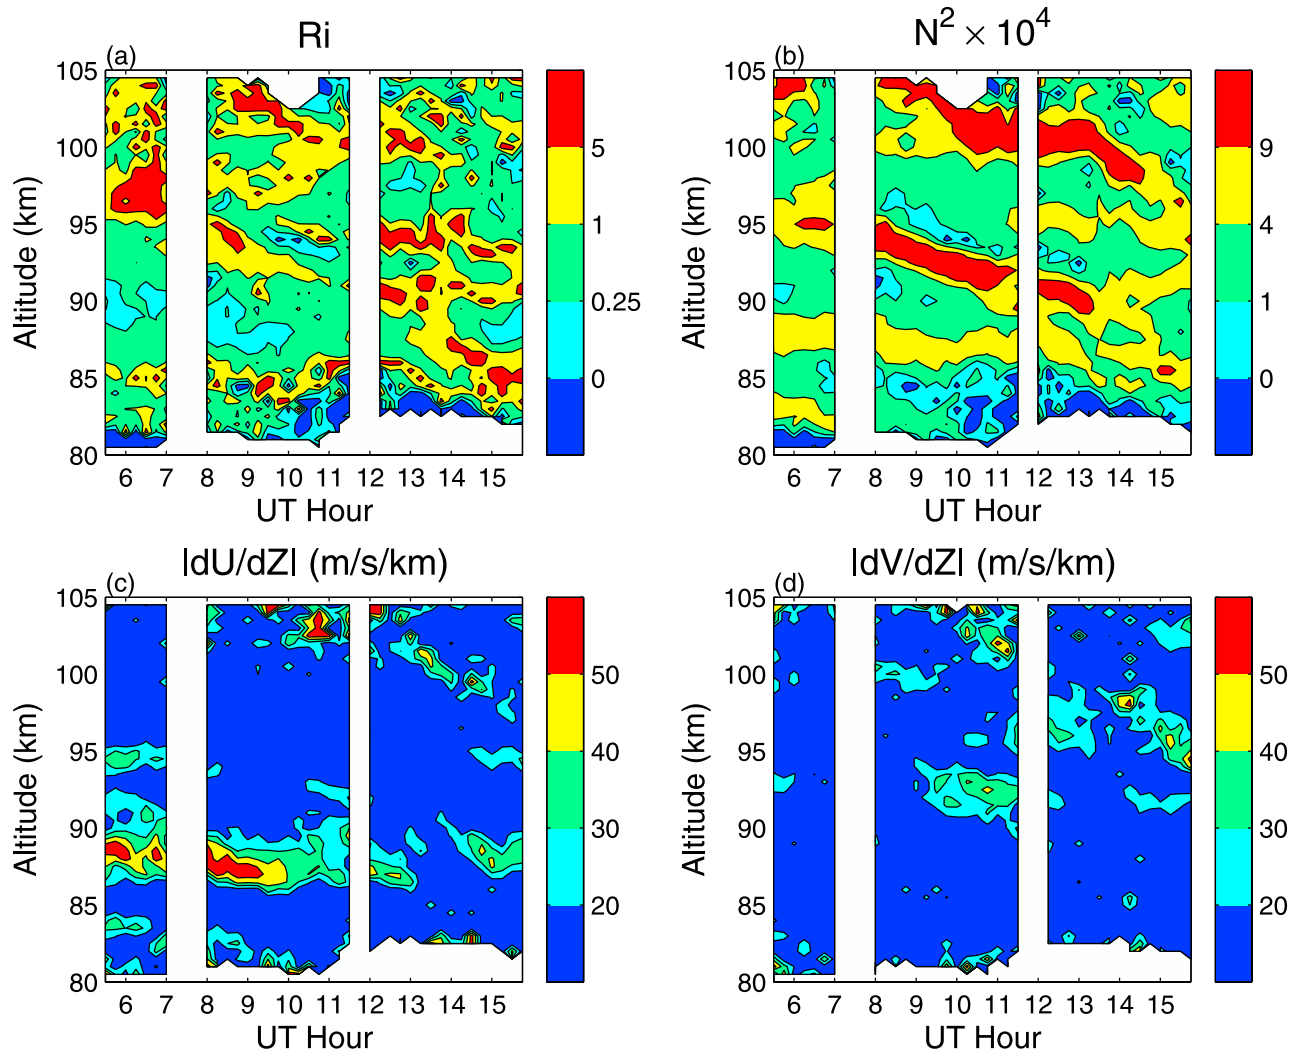 Ri
N² × 10⁴
(a)
(b)
105
100
95
90
85
80
Altitude (km)
6 7 8 9 10 11 12 13 14 15
UT Hour
5
1
0.25
0
105
100
95
90
85
80
Altitude (km)
6 7 8 9 10 11 12 13 14 15
UT Hour
9
4
1
0
|dU/dZ| (m/s/km)
|dV/dZ| (m/s/km)
(c)
(d)
105
100
95
90
85
80
Altitude (km)
6 7 8 9 10 11 12 13 14 15
UT Hour
50
40
30
20
105
100
95
90
85
80
Altitude (km)
6 7 8 9 10 11 12 13 14 15
UT Hour
50
40
30
20